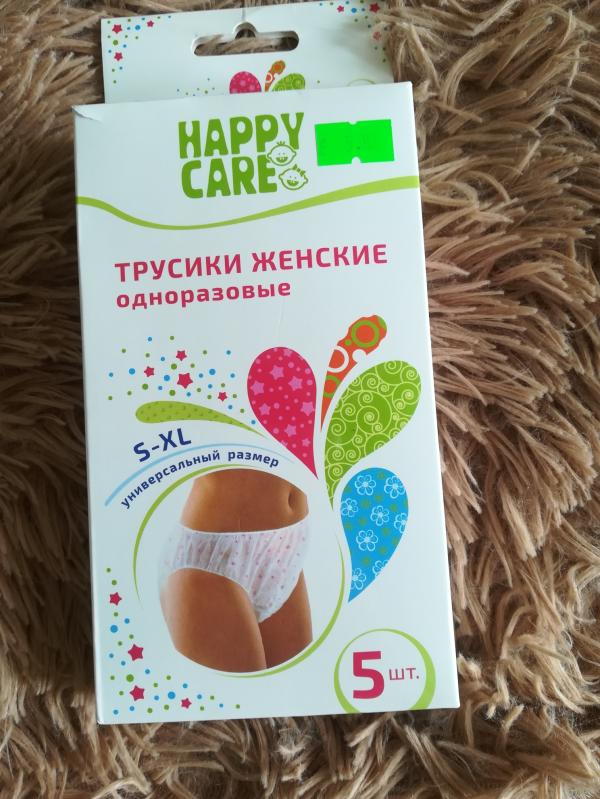 HAPPY
CARE
ТРУСИКИ ЖЕНСКИЕ
одноразовые
S-XL
универсальный размер
5 шт.